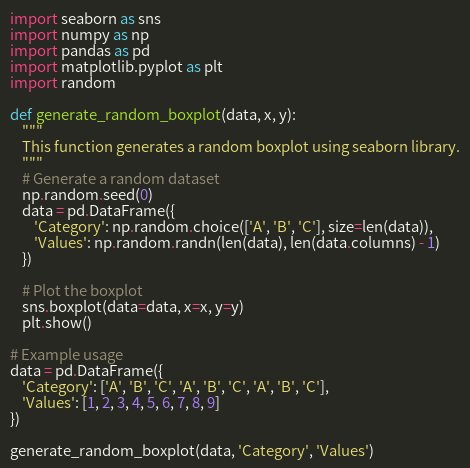 import seaborn as sns
import numpy as np
import pandas as pd
import matplotlib.pyplot as plt
import random

def generate_random_boxplot(data, x, y):
    """
    This function generates a random boxplot using seaborn library.
    """
    # Generate a random dataset
    np.random.seed(0)
    data = pd.DataFrame({
        'Category': np.random.choice(['A', 'B', 'C'], size=len(data)),
        'Values': np.random.randn(len(data), len(data.columns) - 1)
    })

    # Plot the boxplot
    sns.boxplot(data=data, x=x, y=y)
    plt.show()

# Example usage
data = pd.DataFrame({
    'Category': ['A', 'B', 'C', 'A', 'B', 'C', 'A', 'B', 'C'],
    'Values': [1, 2, 3, 4, 5, 6, 7, 8, 9]
})

generate_random_boxplot(data, 'Category', 'Values')